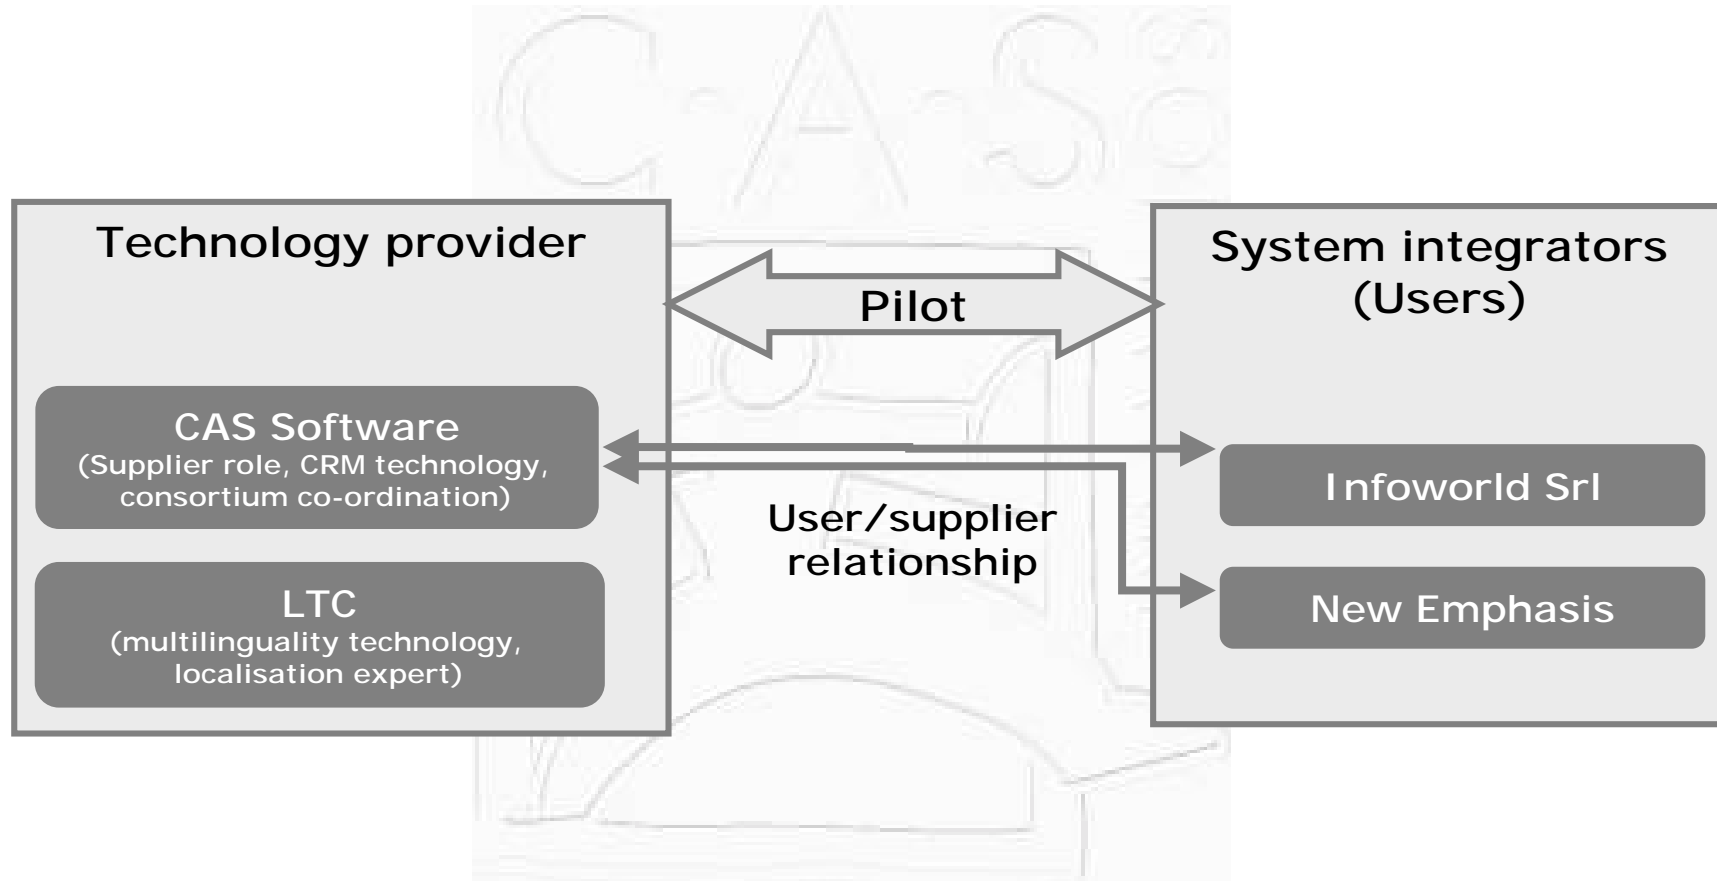 C·A·S
Technology provider
CAS Software
(Supplier role, CRM technology,
consortium co-ordination)
LTC
(multilinguality technology,
localisation expert)
Pilot
User/supplier
relationship
System integrators
(Users)
Infoworld Srl
New Emphasis